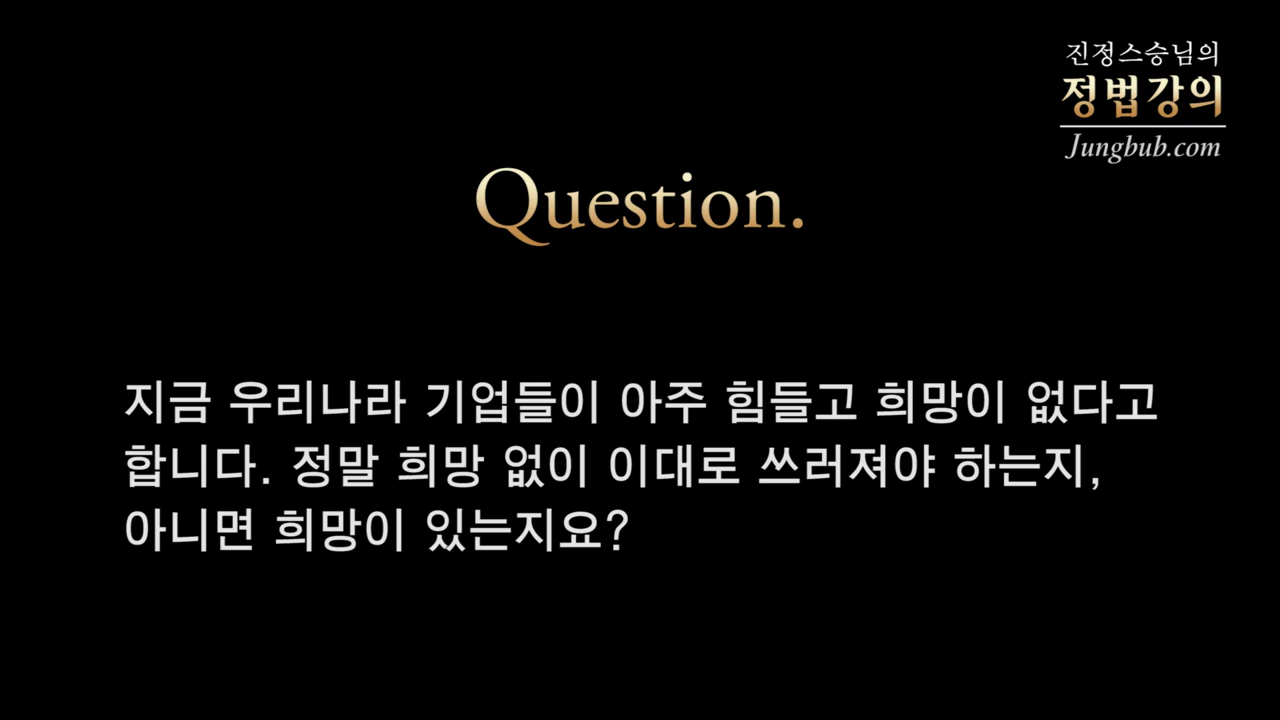 진정스승님의
정법강의
Jungbub.com
Question.
지금 우리나라 기업들이 아주 힘들고 희망이 없다고
합니다. 정말 희망 없이 이대로 쓰러져야 하는지,
아니면 희망이 있는지요?